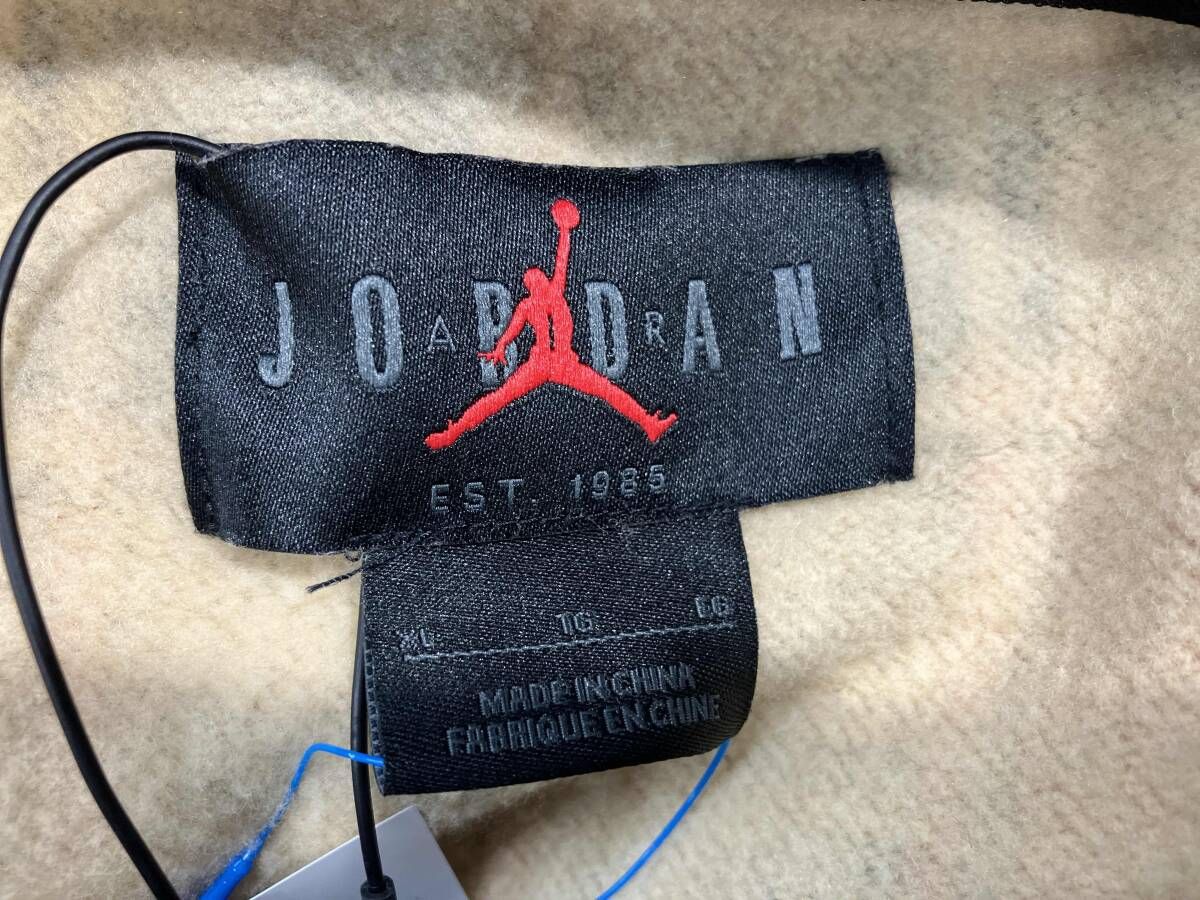 JORDAN
AIR
EST. 1985
XL TG EG
MADE IN CHINA
FABRIQUE EN CHINE